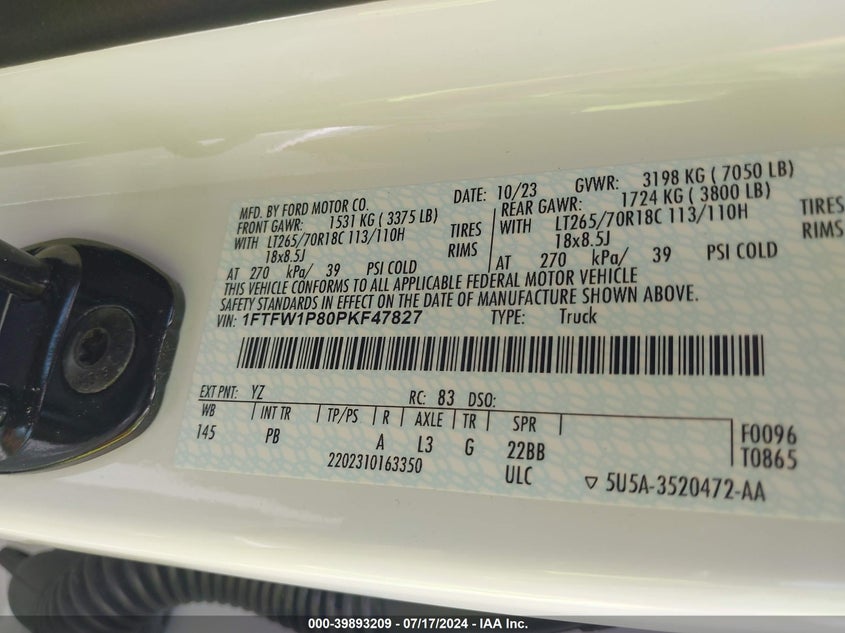 MFD. BY FORD MOTOR CO. DATE: 10/23 GVWR: 3198 KG ( 7050 LB)
FRONT GAWR: 1531 KG ( 3375 LB) REAR GAWR: 1724 KG ( 3800 LB)
WITH LT265/70R18C 113/110H TIRES WITH LT265/70R18C 113/110H TIRES
18x8.5J RIMS 18x8.5J RIMS
AT 270 kPa/ 39 PSI COLD AT 270 kPa/ 39 PSI COLD
THIS VEHICLE CONFORMS TO ALL APPLICABLE FEDERAL MOTOR VEHICLE
SAFETY STANDARDS IN EFFECT ON THE DATE OF MANUFACTURE SHOWN ABOVE.
VIN: 1FTFW1P80PKF47827 TYPE: Truck
EXT PNT: YZ RC: 83 DSO:
WB INT TR TP/PS R AXLE TR SPR
145 PB A L3 G 22BB
F0096
T0865
2202310163350 ULC
▽ 5U5A-3520472-AA
000-39893209 - 07/17/2024 - IAA Inc.